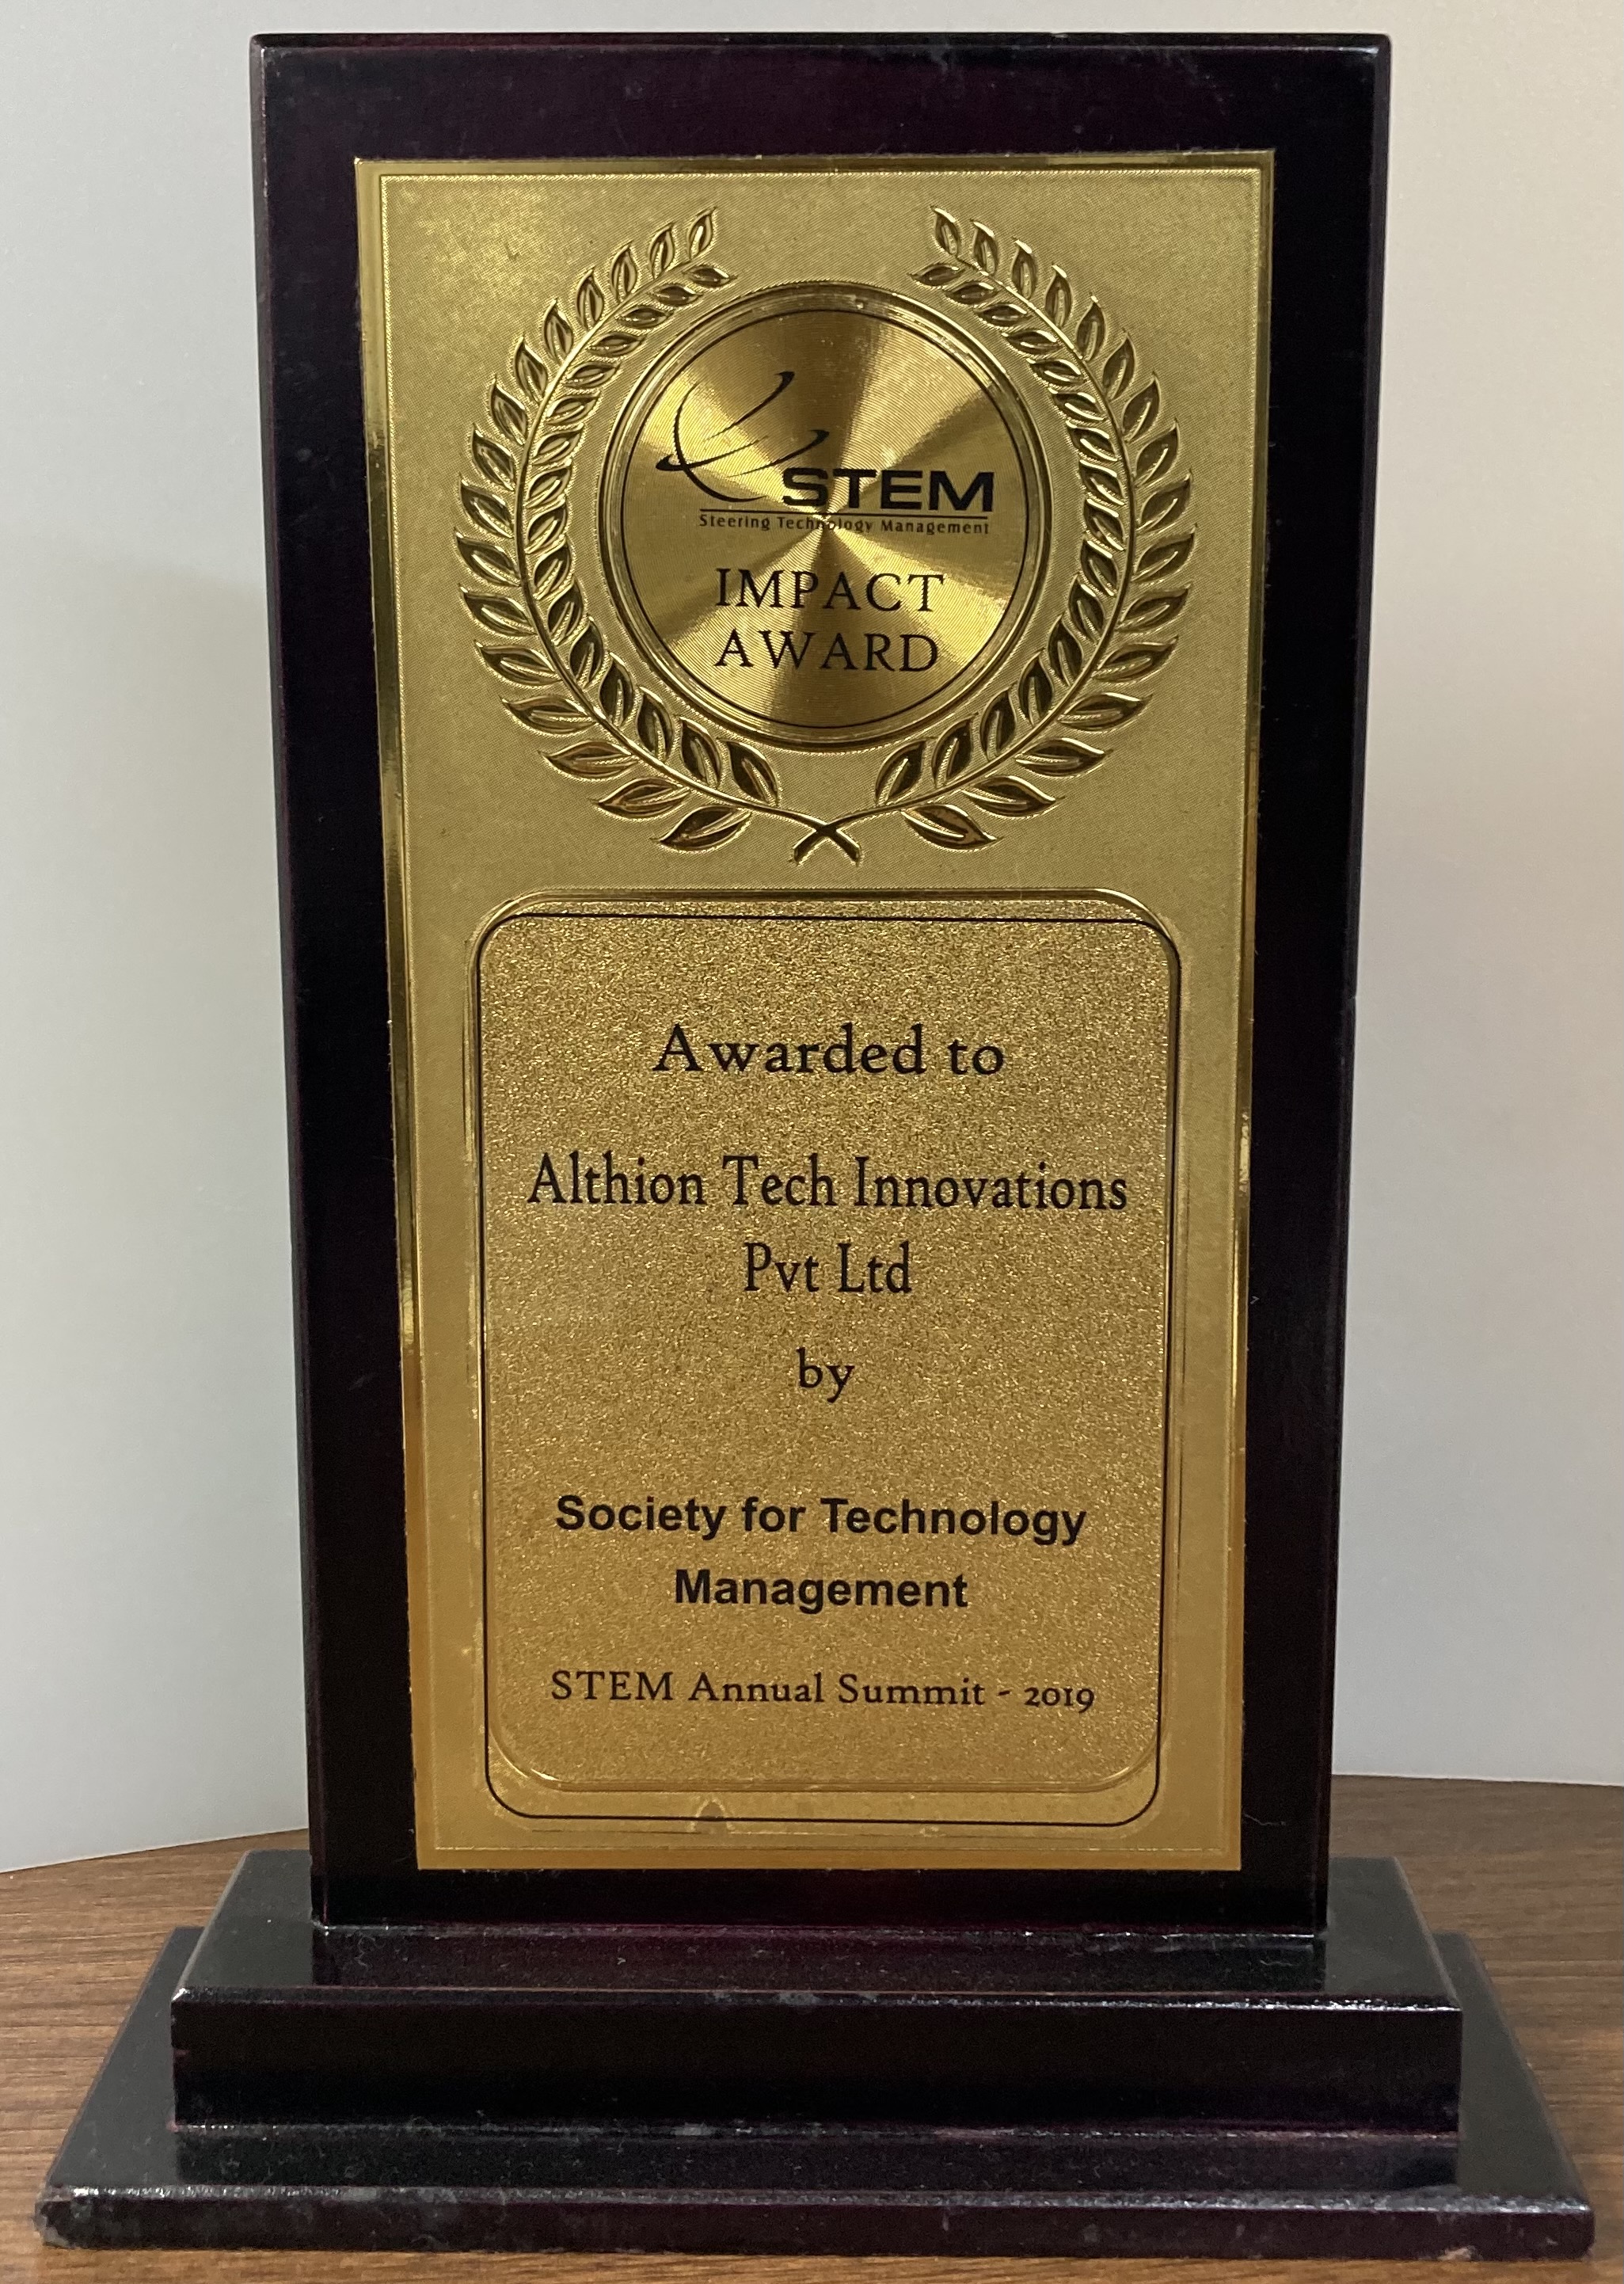 STEM
Steering Technology Management
IMPACT
AWARD
Awarded to
Althion Tech Innovations
Pvt Ltd
by
Society for Technology
Management
STEM Annual Summit - 2019